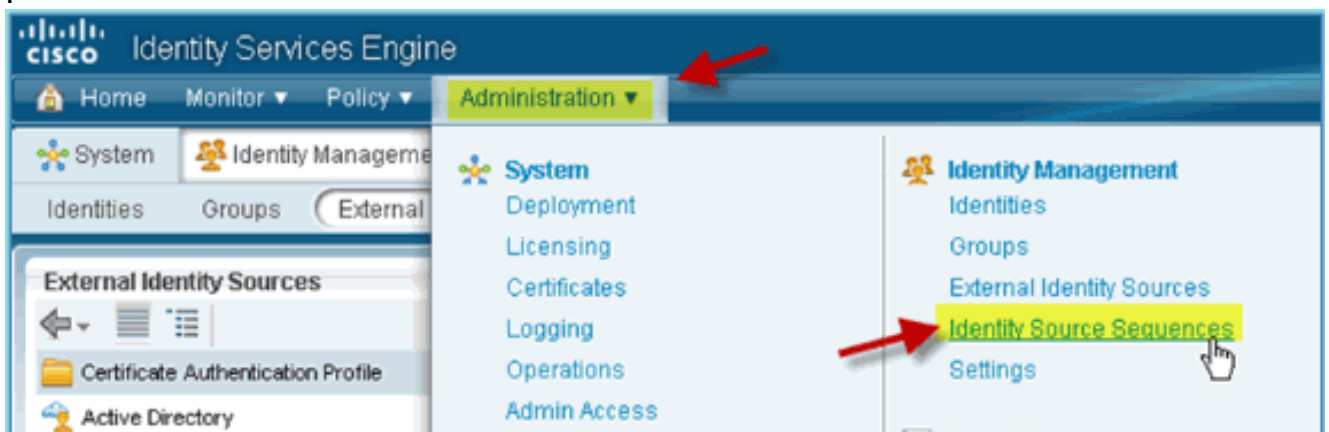 CISCO Identity Services Engine
Home Monitor ▾ Policy ▾ Administration ▾
System Identity Manageme
Identities Groups External
External Identity Sources
Certificate Authentication Profile
Active Directory
System
Deployment
Licensing
Certificates
Logging
Operations
Admin Access
Identity Management
Identities
Groups
External Identity Sources
Identity Source Sequences
Settings